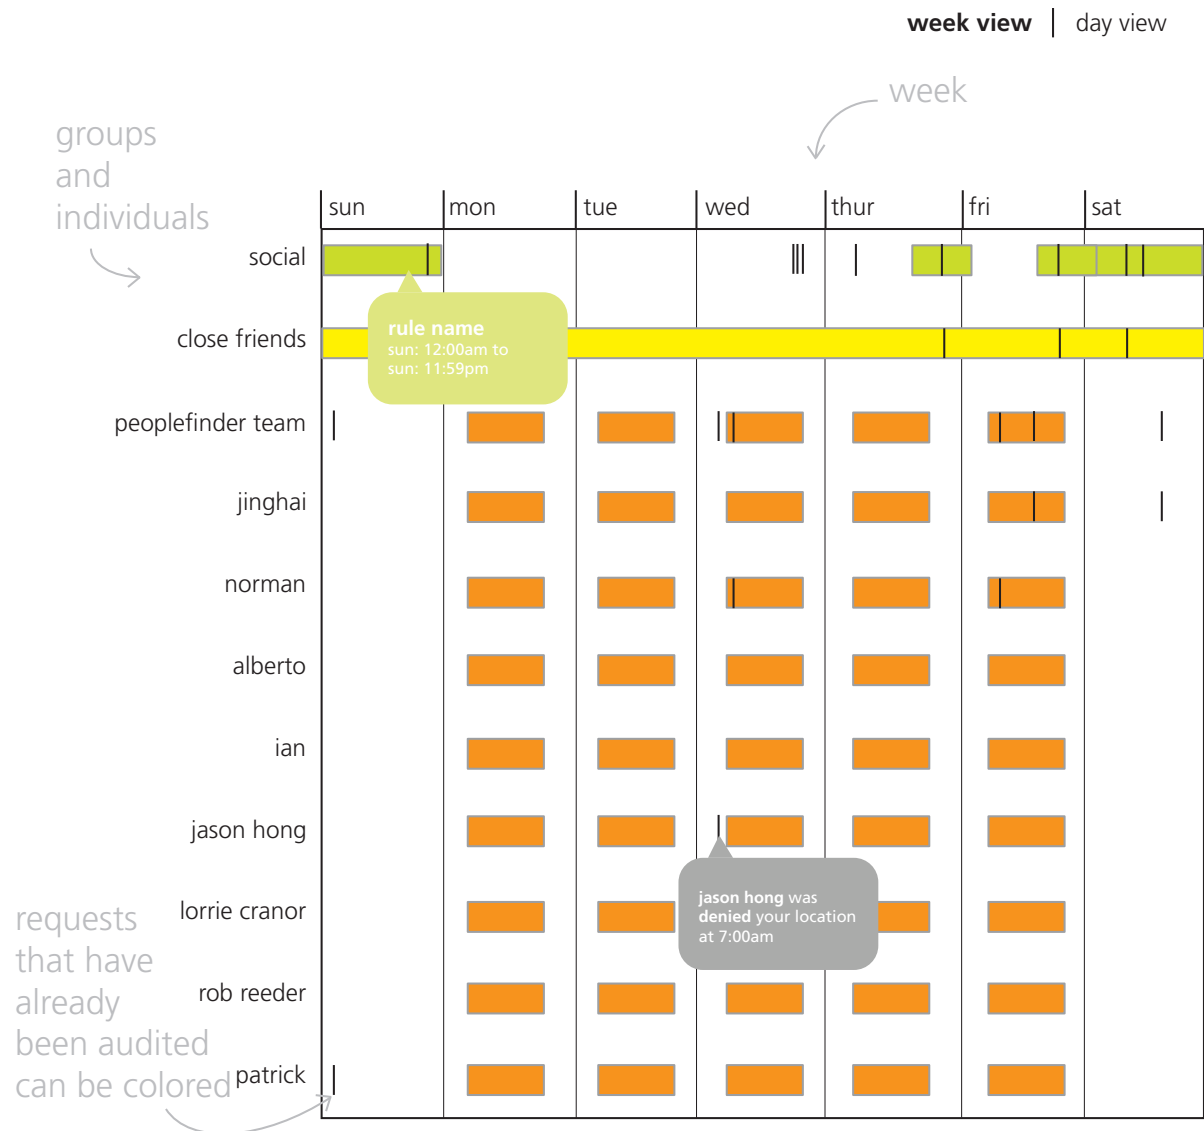 week view | day view
week
groups
and
individuals
sun mon tue wed thur fri sat
social
rule name
sun: 12:00am to
sun: 11:59pm
close friends
peoplefinder team
jinghai
norman
alberto
ian
jason hong
jason hong was
denied your location
at 7:00am
lorrie cranor
rob reeder
patrick
requests
that have
already
been audited
can be colored